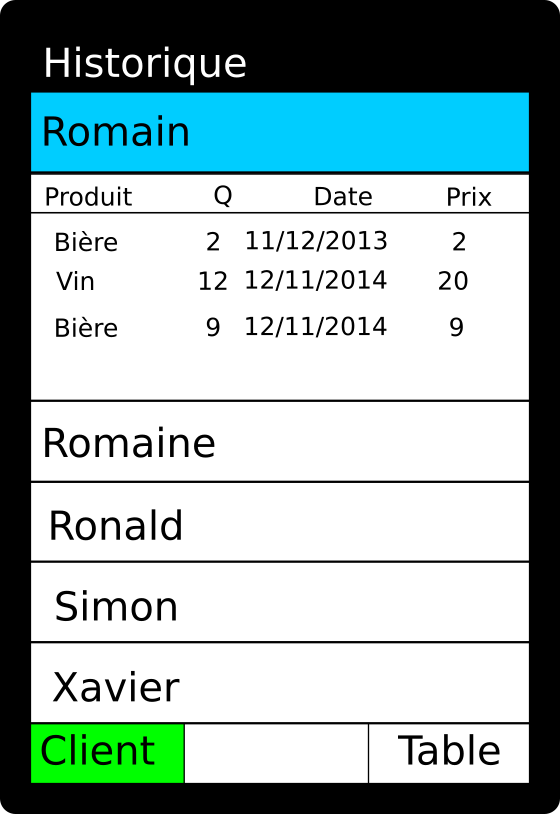 Historique
Romain
Produit Q Date Prix
Bière 2 11/12/2013 2
Vin 12 12/11/2014 20
Bière 9 12/11/2014 9
Romaine
Ronald
Simon
Xavier
Client Table